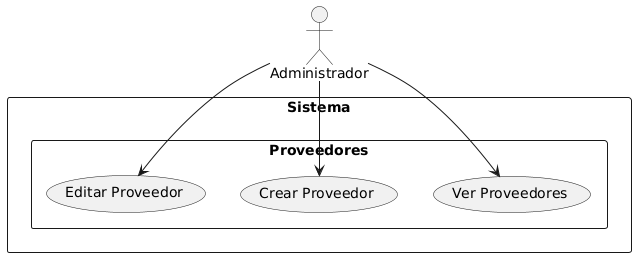 Administrador
Sistema
Proveedores
Editar Proveedor
Crear Proveedor
Ver Proveedores